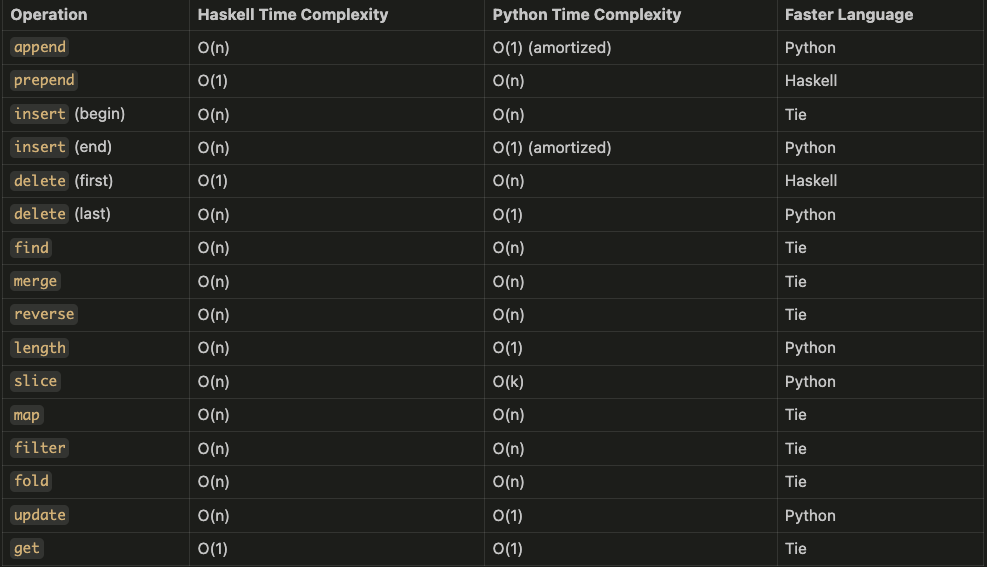 Operation Haskell Time Complexity Python Time Complexity Faster Language
append O(n) O(1) (amortized) Python
prepend O(1) O(n) Haskell
insert (begin) O(n) O(n) Tie
insert (end) O(n) O(1) (amortized) Python
delete (first) O(1) O(n) Haskell
delete (last) O(n) O(1) Python
find O(n) O(n) Tie
merge O(n) O(n) Tie
reverse O(n) O(n) Tie
length O(n) O(1) Python
slice O(n) O(k) Python
map O(n) O(n) Tie
filter O(n) O(n) Tie
fold O(n) O(n) Tie
update O(n) O(1) Python
get O(1) O(1) Tie